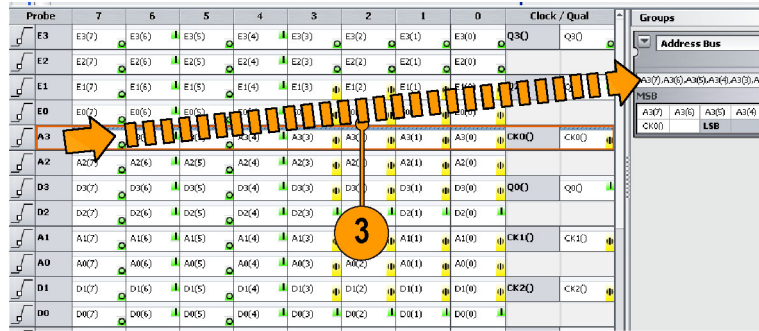 Probe 7 6 5 4 3 2 1 0 Clock / Qual
E3 E3(7) E3(6) E3(5) E3(4) E3(3) E3(2) E3(1) E3(0) Q3() Q3()
E2 E2(7) E2(6) E2(5) E2(4) E2(3) E2(2) E2(1) E2(0)
E1 E1(7) E1(6) E1(5) E1(4) E1(3) E1(2)
E0 E0(7)
A3 A3(4) A3(3) A3(1) A3(0) CK0() CK0()
A2 A2(7) A2(6) A2(5) A2(4) A2(3) A2(1) A2(0)
D3 D3(7) D3(6) D3(5) D3(4) D3(3) D3(1) D3(0) Q0() Q0()
D2 D2(7) D2(6) D2(5) D2(4) D2(3) D2(1) D2(0)
A1 A1(7) A1(6) A1(5) A1(4) A1(3) A1(1) A1(0) CK1() CK1()
A0 A0(7) A0(6) A0(5) A0(4) A0(3) A0(2) A0(1) A0(0)
D1 D1(7) D1(6) D1(5) D1(4) D1(3) D1(2) D1(1) D1(0) CK2() CK2()
D0 D0(7) D0(6) D0(5) D0(4) D0(3) D0(2) D0(1) D0(0)
3
Groups
Address Bus
A3(7),A3(6),A3(5),A3(4),A3(3),A
MSB
A3(7) A3(6) A3(5) A3(4)
CK0() LSB